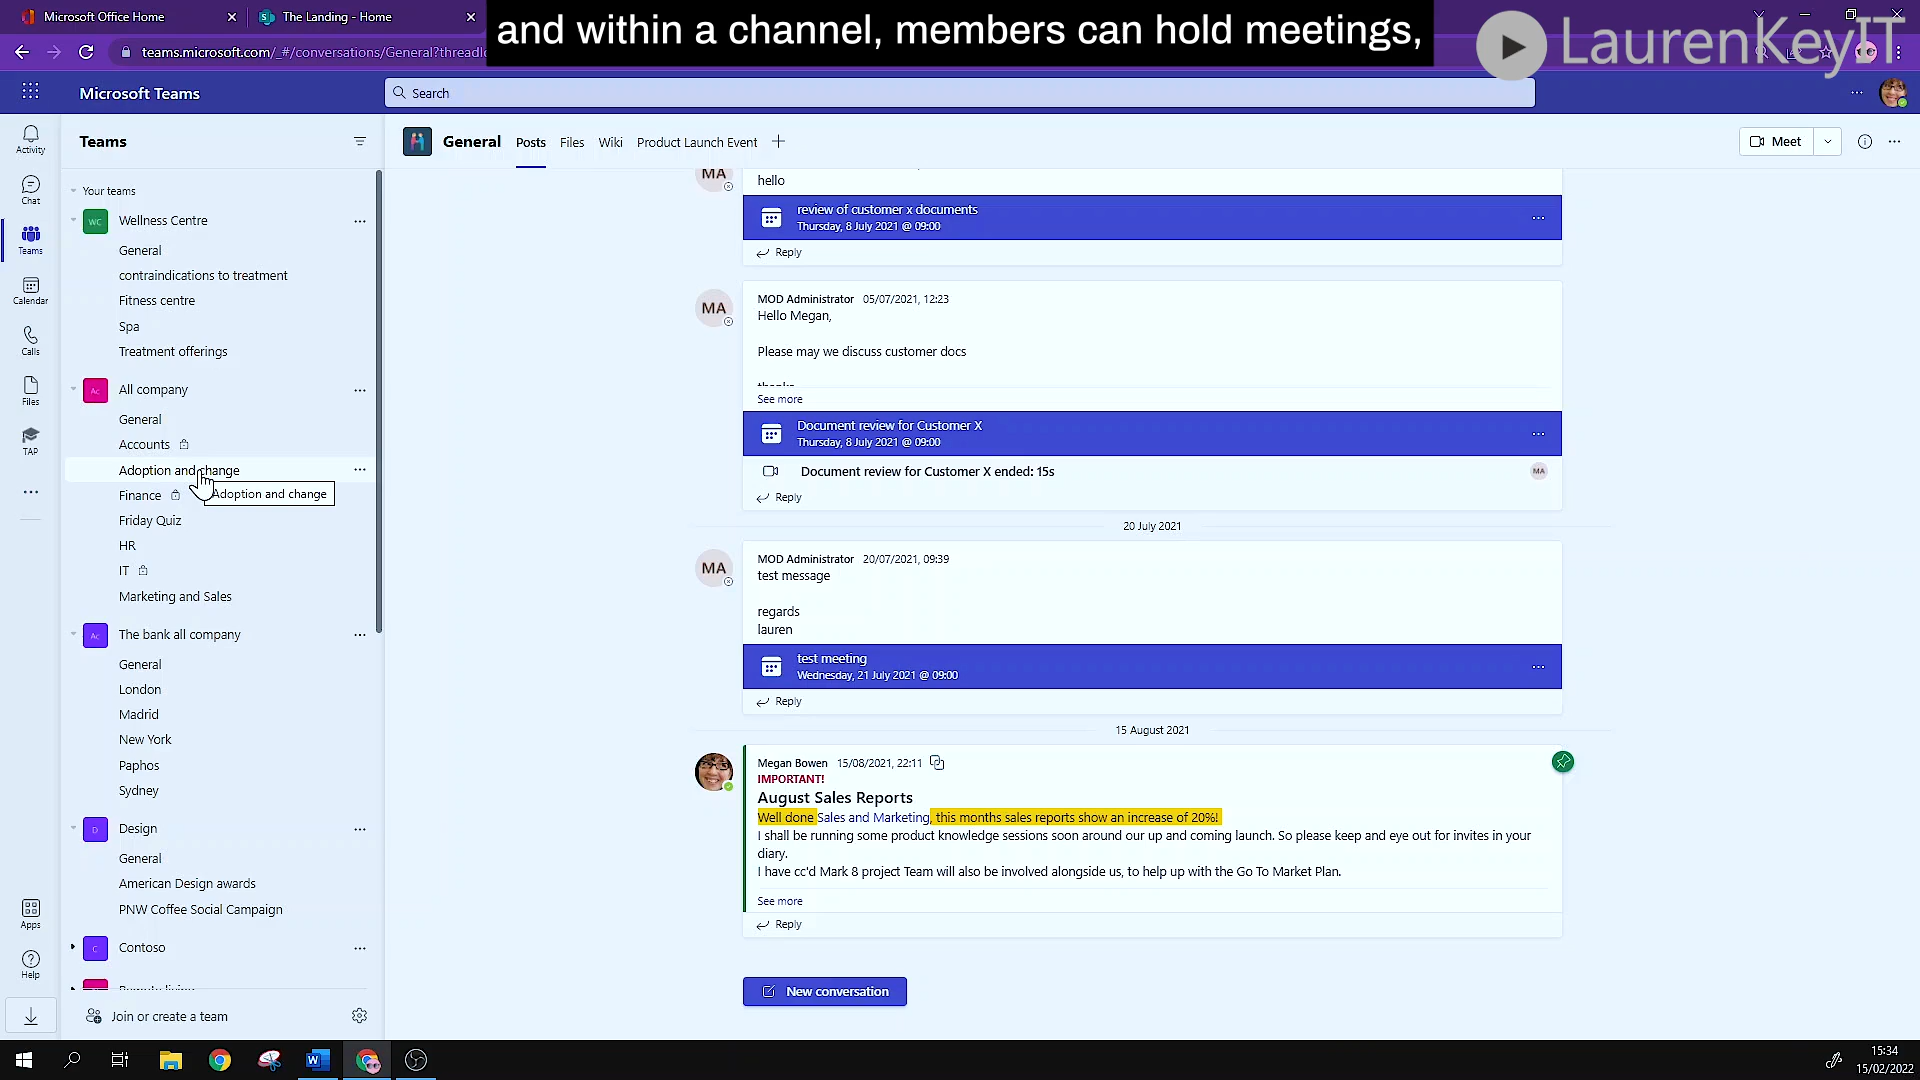 Microsoft Office Home
The Landing - Home
and within a channel, members can hold meetings,
LaurenKeyIT
teams.microsoft.com/_#/conversations/General?threadId
Microsoft Teams
Search
Activity
Chat
Teams
Calendar
Calls
Files
TAP
Apps
Help
Teams
Your teams
WC Wellness Centre
General
contraindications to treatment
Fitness centre
Spa
Treatment offerings
Ac All company
General
Accounts
Adoption and change
Adoption and change
Finance
Friday Quiz
HR
IT
Marketing and Sales
Ac The bank all company
General
London
Madrid
New York
Paphos
Sydney
D Design
General
American Design awards
PNW Coffee Social Campaign
C Contoso
Join or create a team
General Posts Files Wiki Product Launch Event
Meet
MA
hello
review of customer x documents
Thursday, 8 July 2021 @ 09:00
Reply
MA
MOD Administrator 05/07/2021, 12:23
Hello Megan,
Please may we discuss customer docs
thanks
See more
Document review for Customer X
Thursday, 8 July 2021 @ 09:00
Document review for Customer X ended: 15s
MA
Reply
20 July 2021
MA
MOD Administrator 20/07/2021, 09:39
test message
regards
lauren
test meeting
Wednesday, 21 July 2021 @ 09:00
Reply
15 August 2021
Megan Bowen 15/08/2021, 22:11
IMPORTANT!
August Sales Reports
Well done Sales and Marketing, this months sales reports show an increase of 20%!
I shall be running some product knowledge sessions soon around our up and coming launch. So please keep and eye out for invites in your
diary.
I have cc'd Mark 8 project Team will also be involved alongside us, to help up with the Go To Market Plan.
See more
Reply
New conversation
15:34
15/02/2022